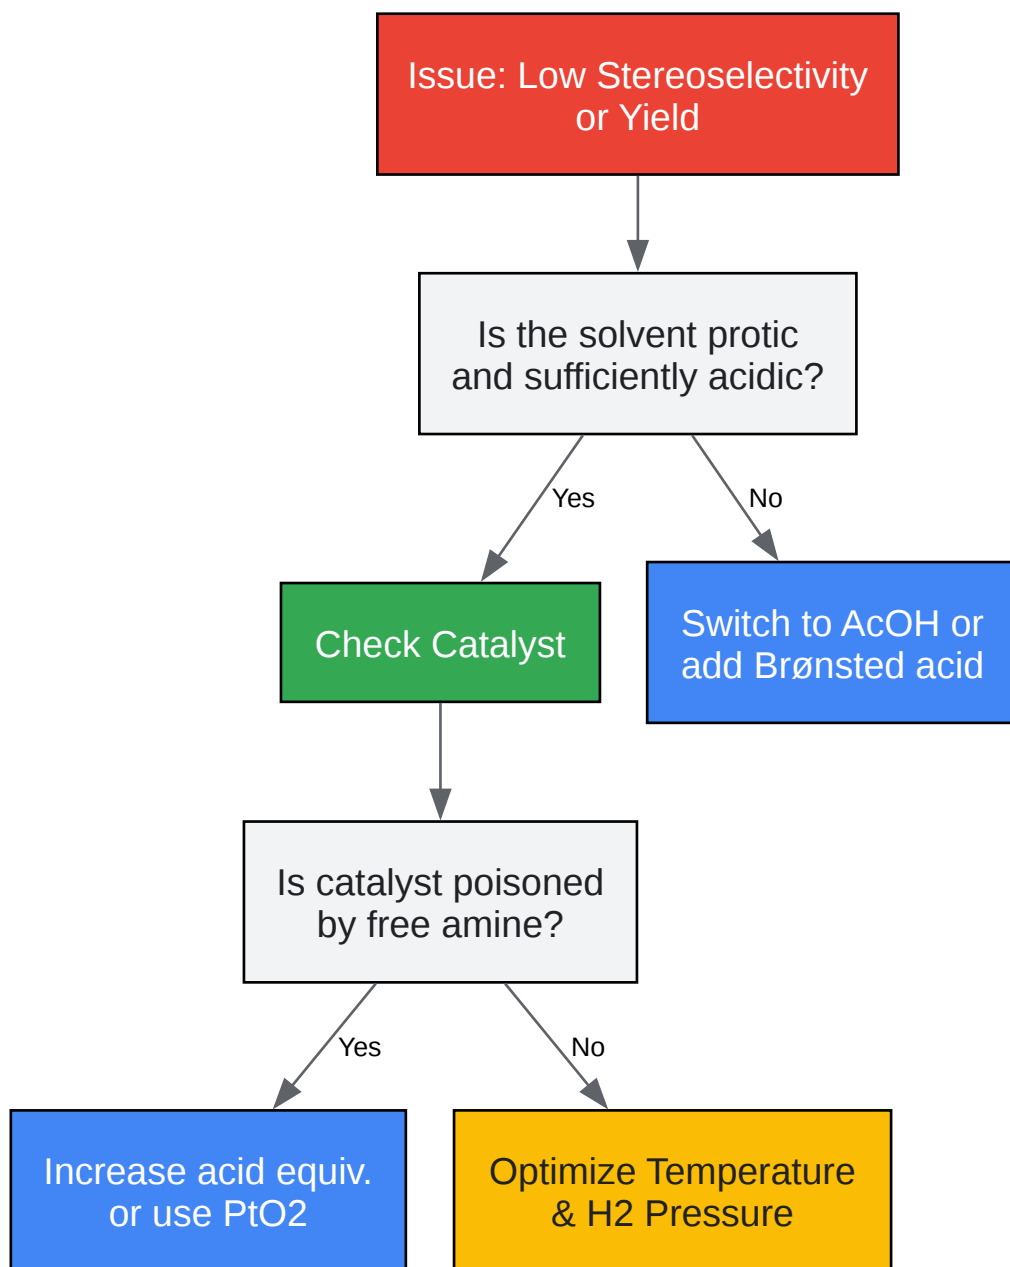 Issue: Low Stereoselectivity
or Yield
Is the solvent protic
and sufficiently acidic?
Yes
No
Check Catalyst
Switch to AcOH or
add Brønsted acid
Is catalyst poisoned
by free amine?
Yes
No
Increase acid equiv.
or use PtO2
Optimize Temperature
& H2 Pressure